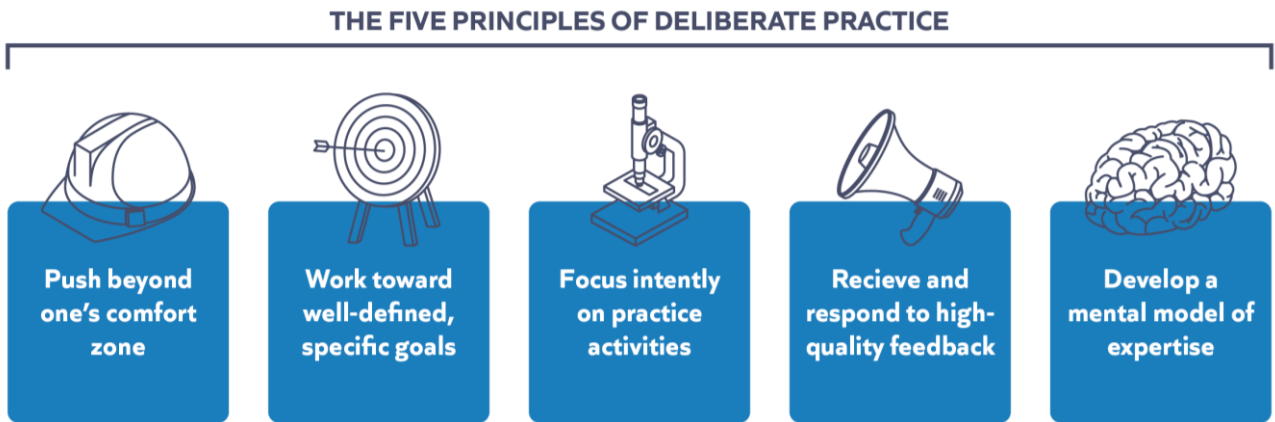 THE FIVE PRINCIPLES OF DELIBERATE PRACTICE
Push beyond
one's comfort
zone
Work toward
well-defined,
specific goals
Focus intently
on practice
activities
Recieve and
respond to high-
quality feedback
Develop a
mental model of
expertise